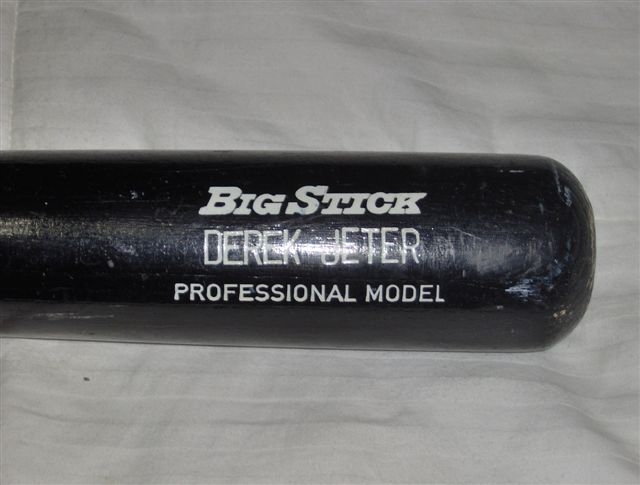 BIG STICK
DEREK JETER
PROFESSIONAL MODEL